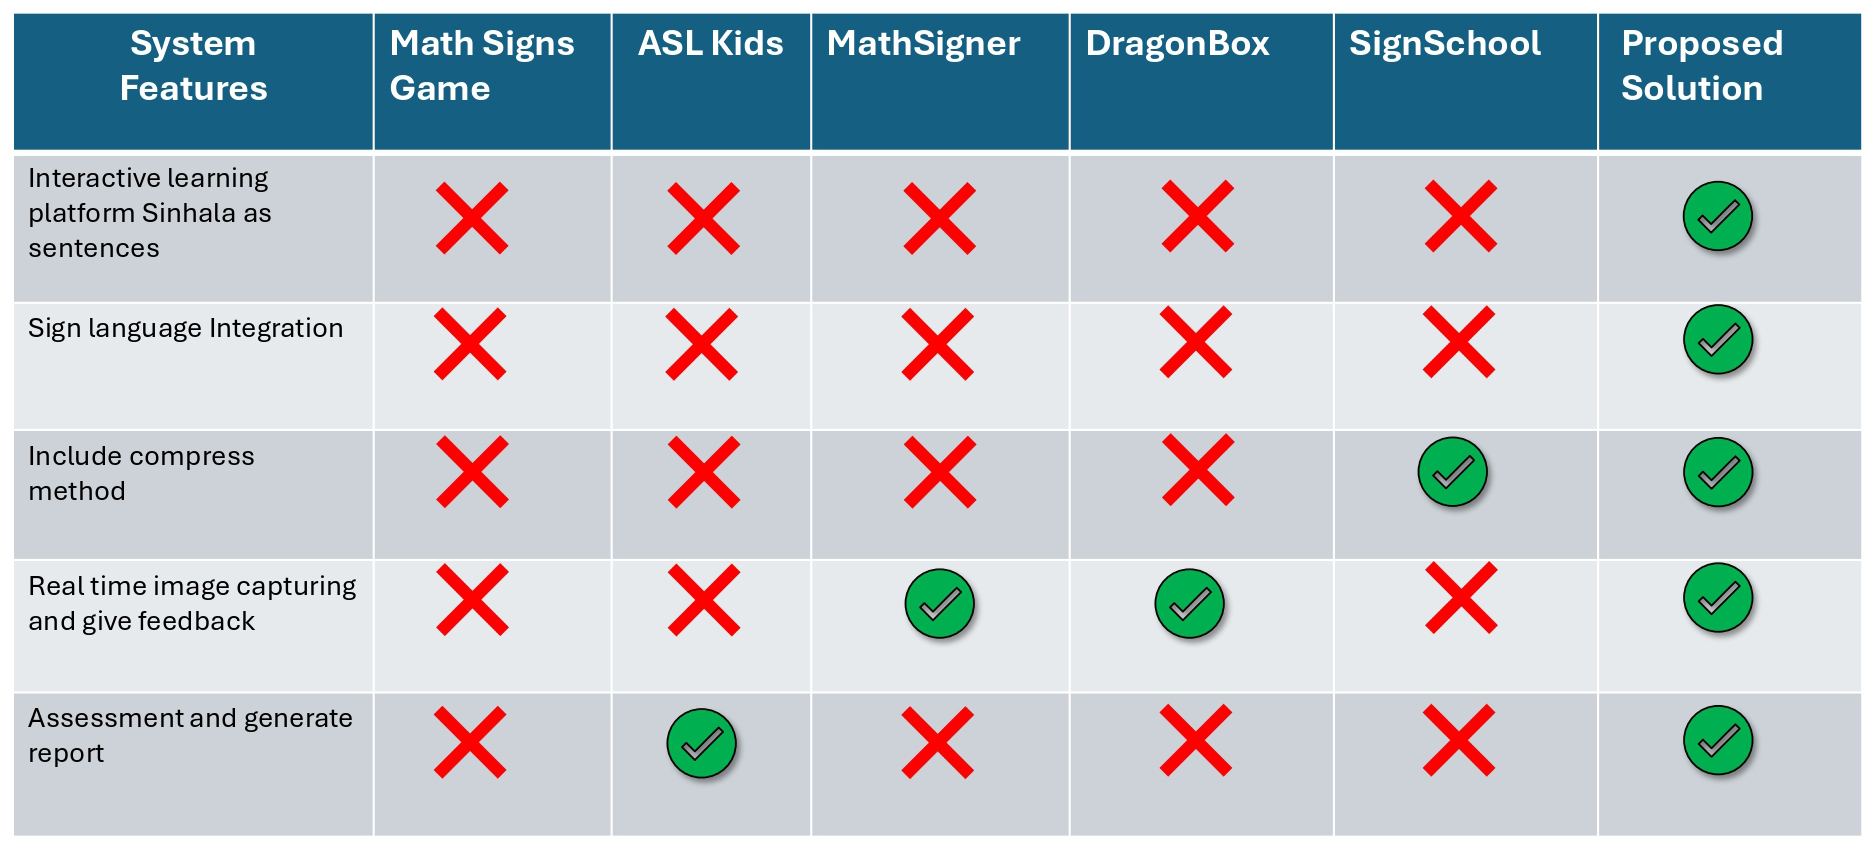 System
Features
Math Signs
Game
ASL Kids
MathSigner
DragonBox
SignSchool
Proposed
Solution
Interactive learning
platform Sinhala as
sentences
Sign language Integration
Include compress
method
Real time image capturing
and give feedback
Assessment and generate
report